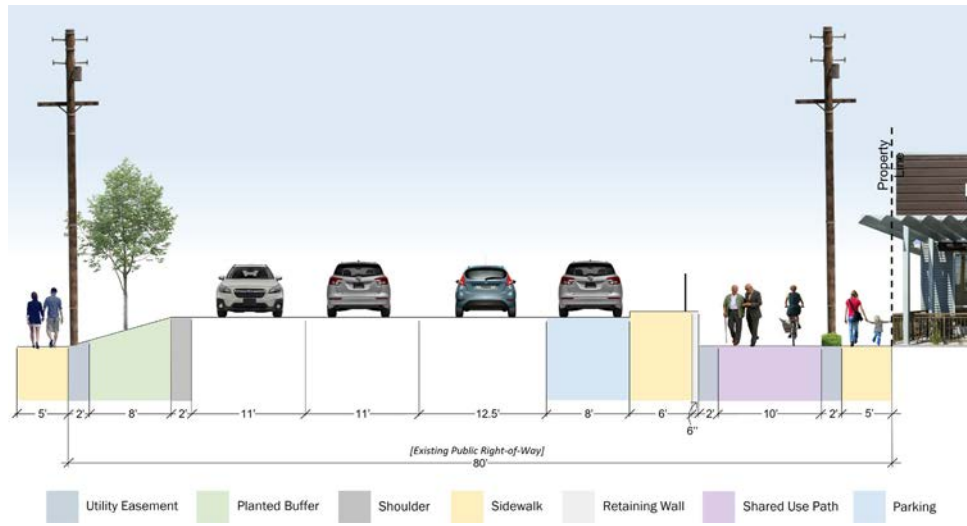 Property
Line
5' 2' 8' 2' 11' 11' 12.5' 8' 6' 2' 10' 2' 5'
6"
[Existing Public Right-of-Way]
80'
Utility Easement Planted Buffer Shoulder Sidewalk Retaining Wall Shared Use Path Parking